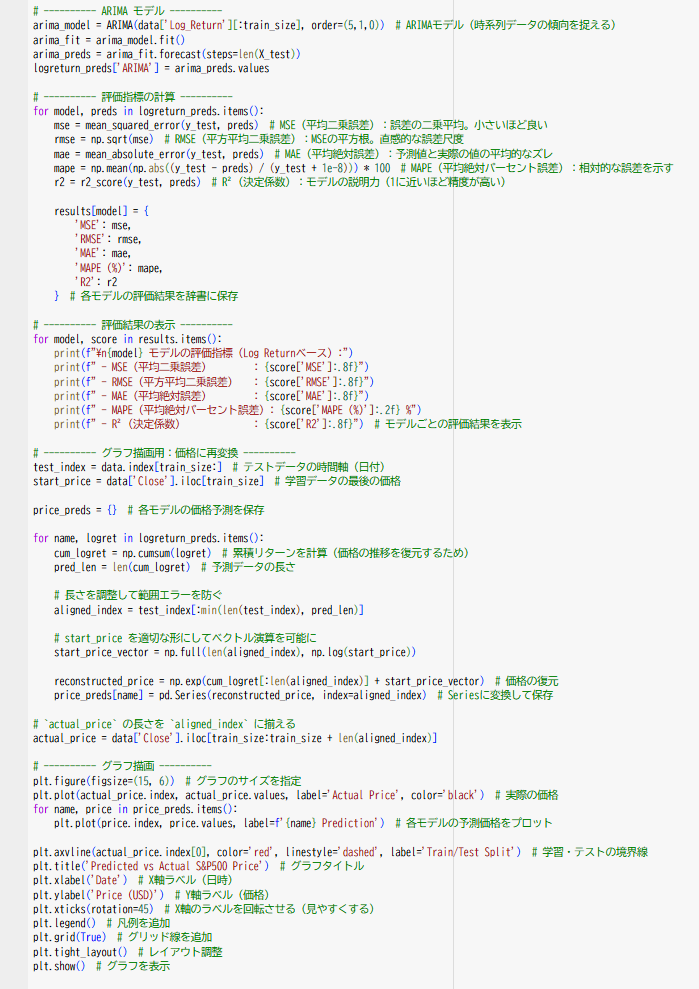 # ---------- ARIMA モデル ----------
arima_model = ARIMA(data['Log_Return'][:train_size], order=(5,1,0))  # ARIMAモデル（時系列データの傾向を捉える）
arima_fit = arima_model.fit()
arima_preds = arima_fit.forecast(steps=len(X_test))
logreturn_preds['ARIMA'] = arima_preds.values
# ---------- 評価指標の計算 ----------
for model, preds in logreturn_preds.items():
    mse = mean_squared_error(y_test, preds)  # MSE（平均二乗誤差）：誤差の二乗平均。小さいほど良い
    rmse = np.sqrt(mse)  # RMSE（平方平均二乗誤差）：MSEの平方根。直感的な誤差尺度
    mae = mean_absolute_error(y_test, preds)  # MAE（平均絶対誤差）：予測値と実際の値の平均的なズレ
    mape = np.mean(np.abs((y_test - preds) / (y_test + 1e-8))) * 100  # MAPE（平均絶対パーセント誤差）：相対的な誤差を示す
    r2 = r2_score(y_test, preds)  # R²（決定係数）：モデルの説明力（1に近いほど精度が高い）
    results[model] = {
        'MSE': mse,
        'RMSE': rmse,
        'MAE': mae,
        'MAPE (%)': mape,
        'R2': r2
    }  # 各モデルの評価結果を辞書に保存
# ---------- 評価結果の表示 ----------
for model, score in results.items():
    print(f"¥n{model} モデルの評価指標（Log Returnベース）:")
    print(f" - MSE（平均二乗誤差）        : {score['MSE']:.8f}")
    print(f" - RMSE（平方平均二乗誤差）   : {score['RMSE']:.8f}")
    print(f" - MAE（平均絶対誤差）        : {score['MAE']:.8f}")
    print(f" - MAPE（平均絶対パーセント誤差）: {score['MAPE (%)']:.2f} %")
    print(f" - R²（決定係数）            : {score['R2']:.8f}")  # モデルごとの評価結果を表示
# ---------- グラフ描画用：価格に再変換 ----------
test_index = data.index[train_size:]  # テストデータの時間軸（日付）
start_price = data['Close'].iloc[train_size]  # 学習データの最後の価格
price_preds = {}  # 各モデルの価格予測を保存
for name, logret in logreturn_preds.items():
    cum_logret = np.cumsum(logret)  # 累積リターンを計算（価格の推移を復元するため）
    pred_len = len(cum_logret)  # 予測データの長さ
    # 長さを調整して範囲エラーを防ぐ
    aligned_index = test_index[:min(len(test_index), pred_len)]
    # start_price を適切な形にしてベクトル演算を可能に
    start_price_vector = np.full(len(aligned_index), np.log(start_price))
    reconstructed_price = np.exp(cum_logret[:len(aligned_index)] + start_price_vector)  # 価格の復元
    price_preds[name] = pd.Series(reconstructed_price, index=aligned_index)  # Seriesに変換して保存
# `actual_price` の長さを `aligned_index` に揃える
actual_price = data['Close'].iloc[train_size:train_size + len(aligned_index)]
# ---------- グラフ描画 ----------
plt.figure(figsize=(15, 6))  # グラフのサイズを指定
plt.plot(actual_price.index, actual_price.values, label='Actual Price', color='black')  # 実際の価格
for name, price in price_preds.items():
    plt.plot(price.index, price.values, label=f'{name} Prediction')  # 各モデルの予測価格をプロット
plt.axvline(actual_price.index[0], color='red', linestyle='dashed', label='Train/Test Split')  # 学習・テストの境界線
plt.title('Predicted vs Actual S&P500 Price')  # グラフタイトル
plt.xlabel('Date')  # X軸ラベル（日時）
plt.ylabel('Price (USD)')  # Y軸ラベル（価格）
plt.xticks(rotation=45)  # X軸のラベルを回転させる（見やすくする）
plt.legend()  # 凡例を追加
plt.grid(True)  # グリッド線を追加
plt.tight_layout()  # レイアウト調整
plt.show()  # グラフを表示